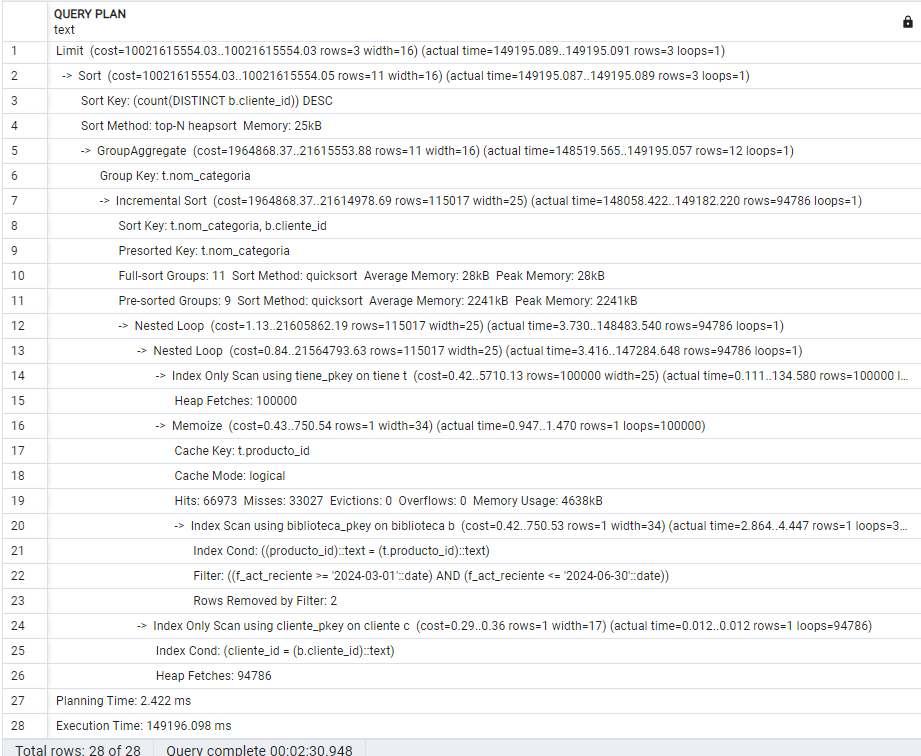 QUERY PLAN
text
1 Limit (cost=10021615554.03..10021615554.03 rows=3 width=16) (actual time=149195.089..149195.091 rows=3 loops=1)
2 -> Sort (cost=10021615554.03..10021615554.05 rows=11 width=16) (actual time=149195.087..149195.089 rows=3 loops=1)
3 Sort Key: (count(DISTINCT b.cliente_id)) DESC
4 Sort Method: top-N heapsort Memory: 25kB
5 -> GroupAggregate (cost=1964868.37..21615553.88 rows=11 width=16) (actual time=148519.565..149195.057 rows=12 loops=1)
6 Group Key: t.nom_categoria
7 -> Incremental Sort (cost=1964868.37..21614978.69 rows=115017 width=25) (actual time=148058.422..149182.220 rows=94786 loops=1)
8 Sort Key: t.nom_categoria, b.cliente_id
9 Presorted Key: t.nom_categoria
10 Full-sort Groups: 11 Sort Method: quicksort Average Memory: 28kB Peak Memory: 28kB
11 Pre-sorted Groups: 9 Sort Method: quicksort Average Memory: 2241kB Peak Memory: 2241kB
12 -> Nested Loop (cost=1.13..21605862.19 rows=115017 width=25) (actual time=3.730..148483.540 rows=94786 loops=1)
13 -> Nested Loop (cost=0.84..21564793.63 rows=115017 width=25) (actual time=3.416..147284.648 rows=94786 loops=1)
14 -> Index Only Scan using tiene_pkey on tiene t (cost=0.42..5710.13 rows=100000 width=25) (actual time=0.111..134.580 rows=100000 l...
15 Heap Fetches: 100000
16 -> Memoize (cost=0.43..750.54 rows=1 width=34) (actual time=0.947..1.470 rows=1 loops=100000)
17 Cache Key: t.producto_id
18 Cache Mode: logical
19 Hits: 66973 Misses: 33027 Evictions: 0 Overflows: 0 Memory Usage: 4638kB
20 -> Index Scan using biblioteca_pkey on biblioteca b (cost=0.42..750.53 rows=1 width=34) (actual time=2.864..4.447 rows=1 loops=3...
21 Index Cond: ((producto_id)::text = (t.producto_id)::text)
22 Filter: ((f_act_reciente >= '2024-03-01'::date) AND (f_act_reciente <= '2024-06-30'::date))
23 Rows Removed by Filter: 2
24 -> Index Only Scan using cliente_pkey on cliente c (cost=0.29..0.36 rows=1 width=17) (actual time=0.012..0.012 rows=1 loops=94786)
25 Index Cond: (cliente_id = (b.cliente_id)::text)
26 Heap Fetches: 94786
27 Planning Time: 2.422 ms
28 Execution Time: 149196.098 ms
Total rows: 28 of 28 Query complete 00:02:30.948